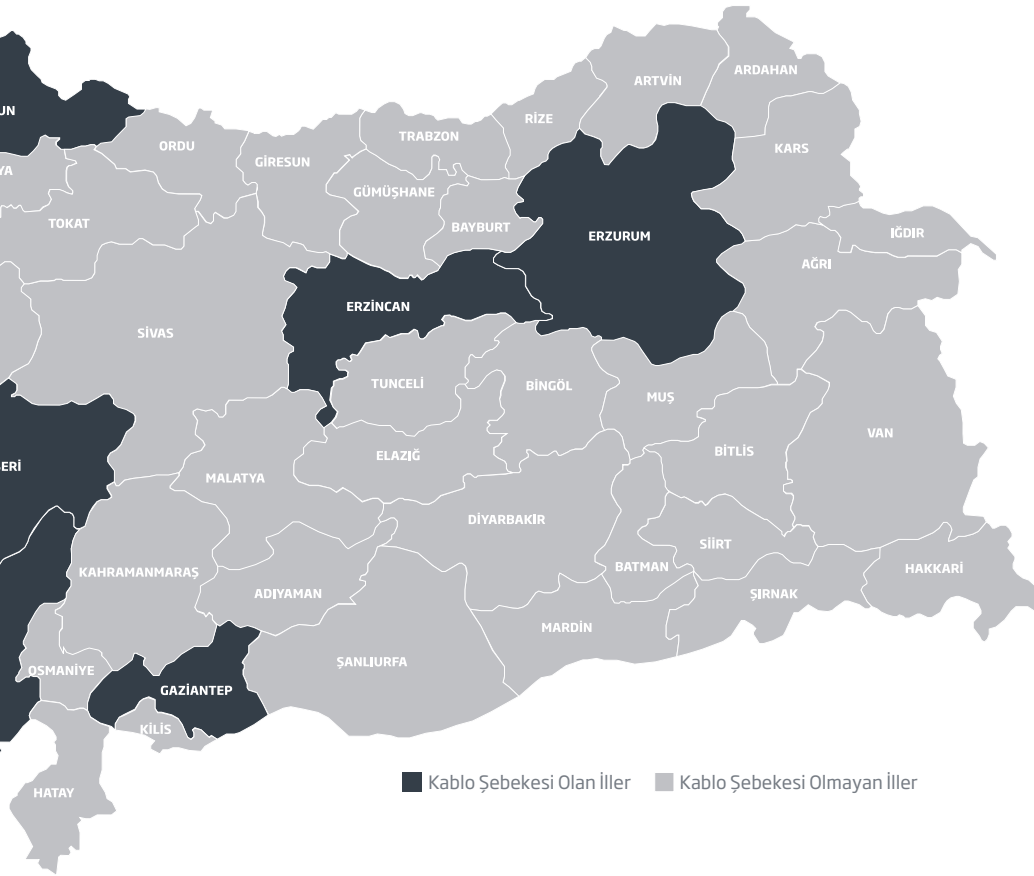 ARDAHAN
ARTVİN
UN
RİZE
TRABZON
ORDU
KARS
GİRESUN
YA
GÜMÜŞHANE
TOKAT
BAYBURT
IĞDIR
ERZURUM
AĞRI
ERZİNCAN
SİVAS
TUNCELİ
BİNGÖL
MUŞ
VAN
BİTLİS
ELAZIĞ
SERİ
MALATYA
DİYARBAKIR
SİİRT
BATMAN
HAKKARİ
KAHRAMANMARAŞ
ADIYAMAN
ŞIRNAK
MARDİN
ŞANLIURFA
OSMANİYE
GAZİANTEP
KİLİS
Kablo Şebekesi Olan İller
Kablo Şebekesi Olmayan İller
HATAY